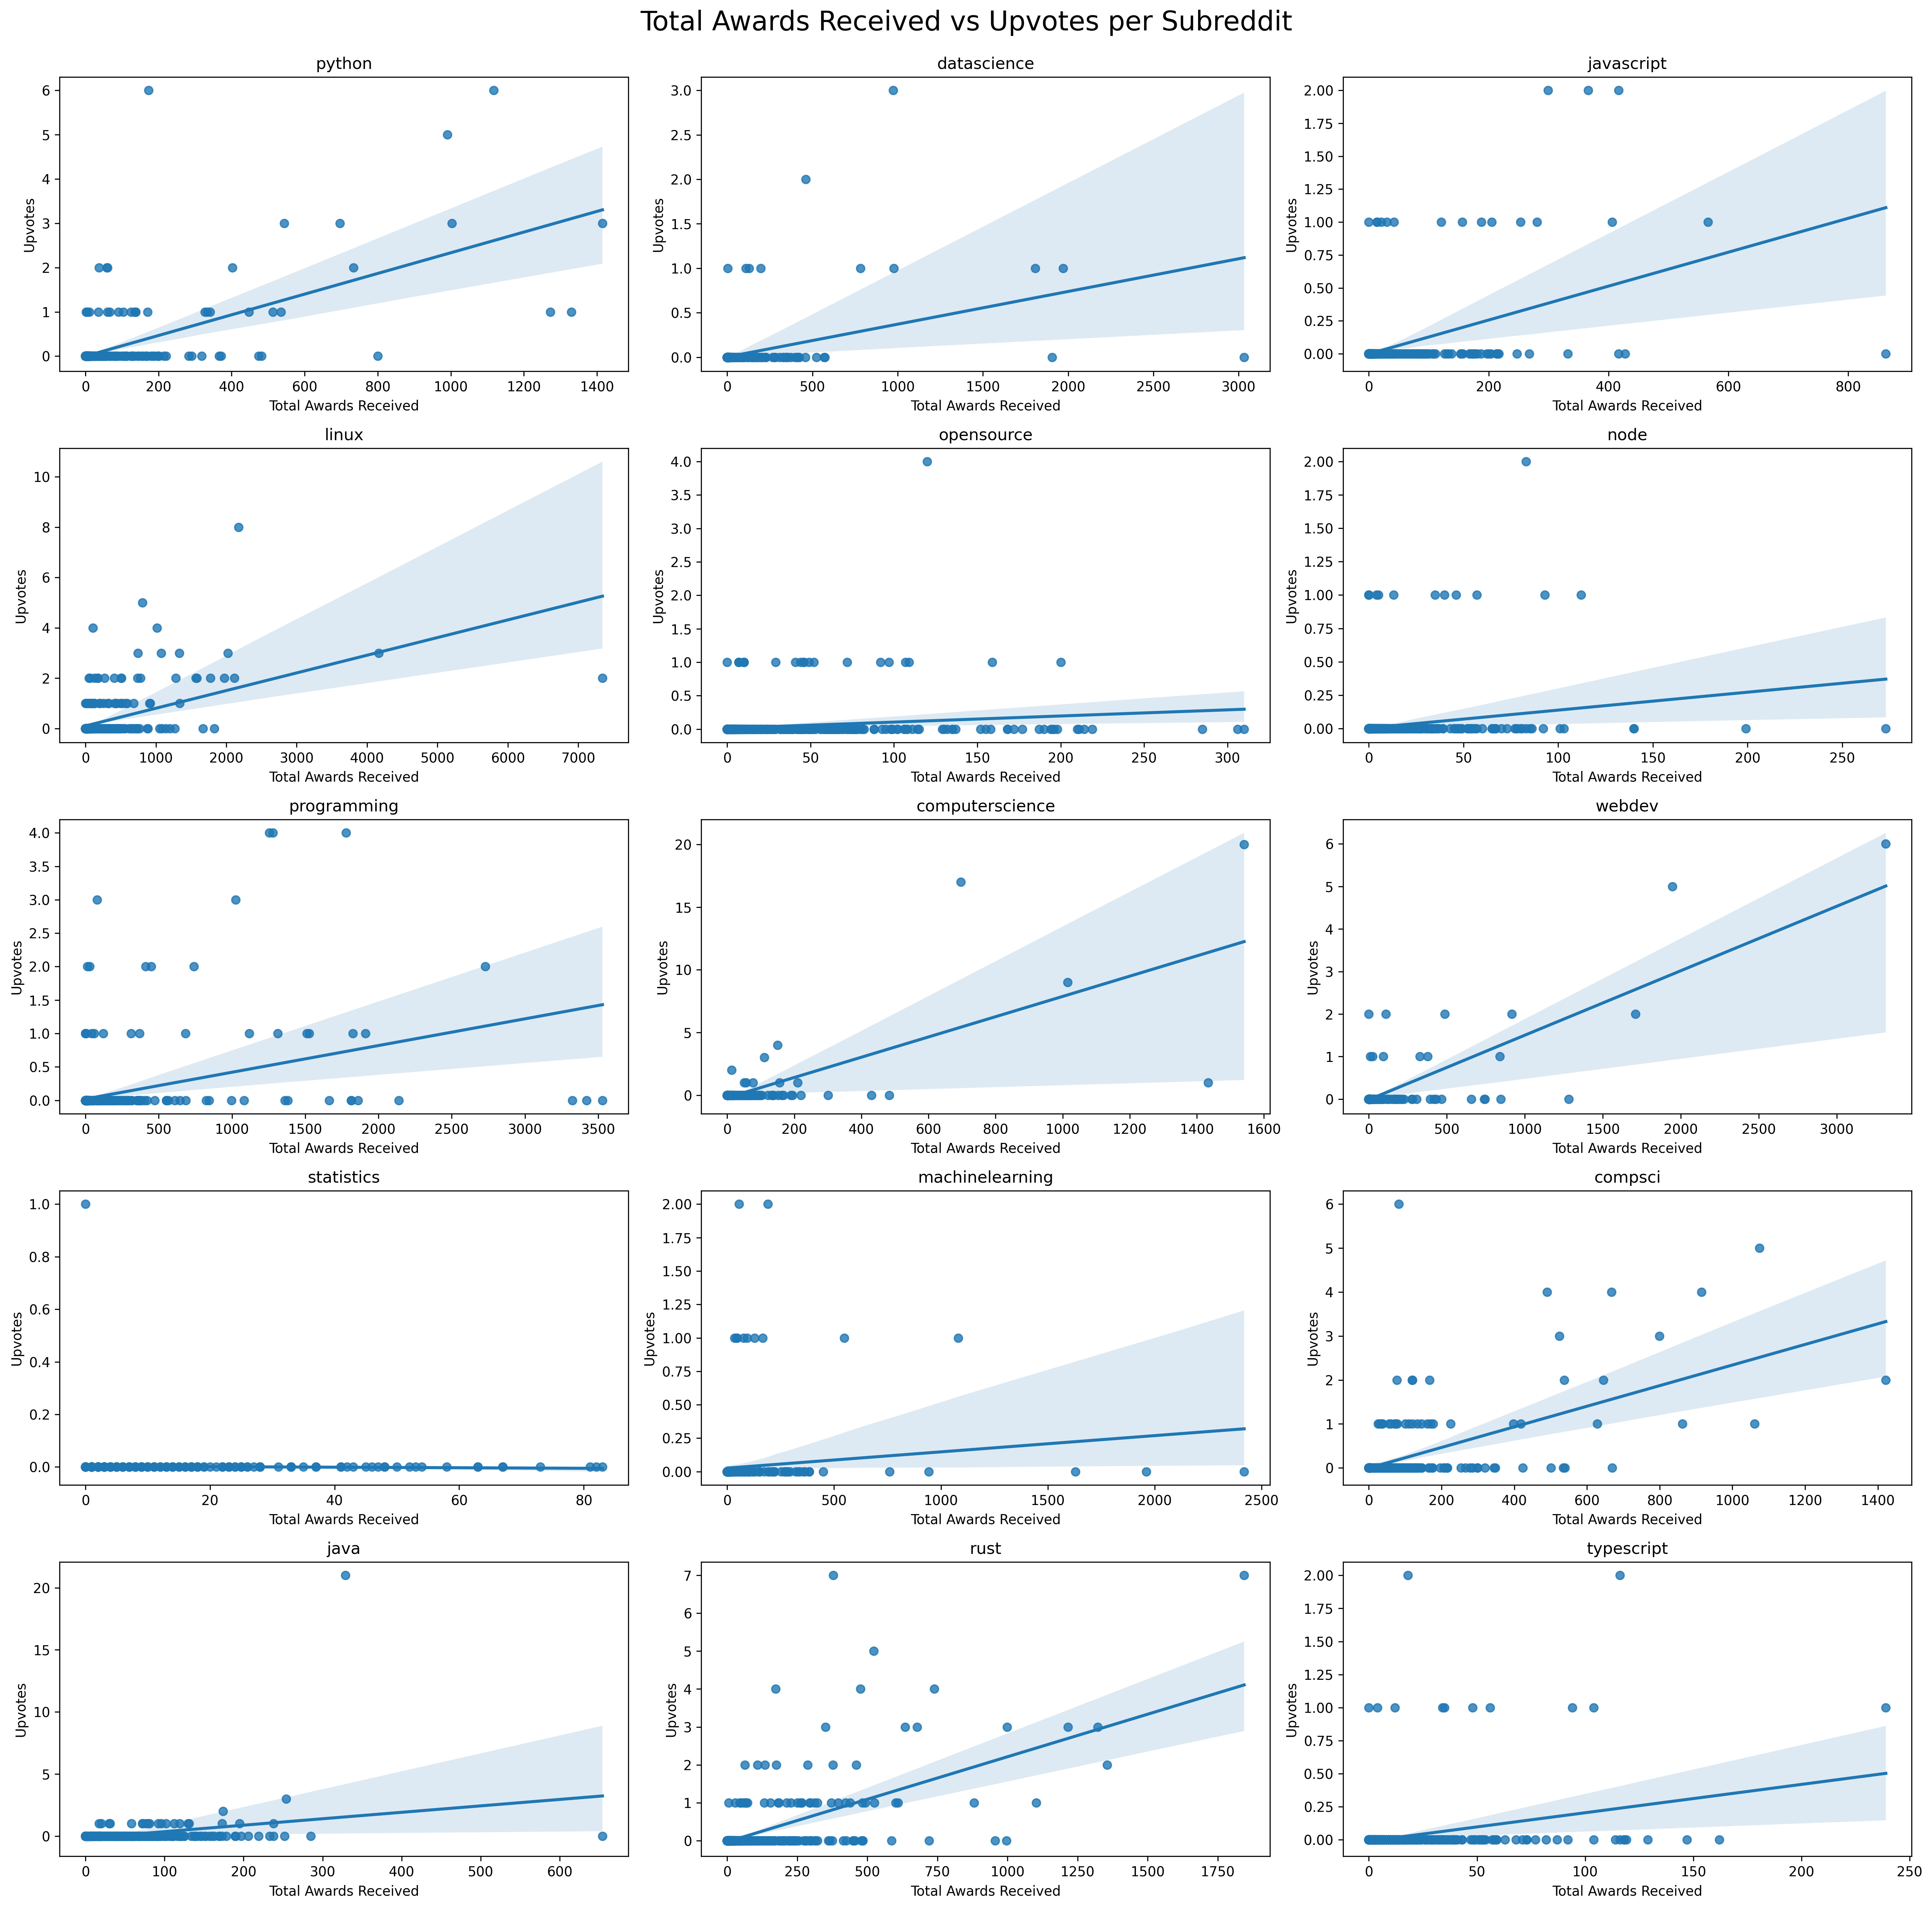 Total Awards Received vs Upvotes per Subreddit
python
6
5
4
3
2
1
0
Upvotes
0 200 400 600 800 1000 1200 1400
Total Awards Received
datascience
3.0
2.5
2.0
1.5
1.0
0.5
0.0
Upvotes
0 500 1000 1500 2000 2500 3000
Total Awards Received
javascript
2.00
1.75
1.50
1.25
1.00
0.75
0.50
0.25
0.00
Upvotes
0 200 400 600 800
Total Awards Received
linux
10
8
6
4
2
0
Upvotes
0 1000 2000 3000 4000 5000 6000 7000
Total Awards Received
opensource
4.0
3.5
3.0
2.5
2.0
1.5
1.0
0.5
0.0
Upvotes
0 50 100 150 200 250 300
Total Awards Received
node
2.00
1.75
1.50
1.25
1.00
0.75
0.50
0.25
0.00
Upvotes
0 50 100 150 200 250
Total Awards Received
programming
4.0
3.5
3.0
2.5
2.0
1.5
1.0
0.5
0.0
Upvotes
0 500 1000 1500 2000 2500 3000 3500
Total Awards Received
computerscience
20
15
10
5
0
Upvotes
0 200 400 600 800 1000 1200 1400 1600
Total Awards Received
webdev
6
5
4
3
2
1
0
Upvotes
0 500 1000 1500 2000 2500 3000
Total Awards Received
statistics
1.0
0.8
0.6
0.4
0.2
0.0
Upvotes
0 20 40 60 80
Total Awards Received
machinelearning
2.00
1.75
1.50
1.25
1.00
0.75
0.50
0.25
0.00
Upvotes
0 500 1000 1500 2000 2500
Total Awards Received
compsci
6
5
4
3
2
1
0
Upvotes
0 200 400 600 800 1000 1200 1400
Total Awards Received
java
20
15
10
5
0
Upvotes
0 100 200 300 400 500 600
Total Awards Received
rust
7
6
5
4
3
2
1
0
Upvotes
0 250 500 750 1000 1250 1500 1750
Total Awards Received
typescript
2.00
1.75
1.50
1.25
1.00
0.75
0.50
0.25
0.00
Upvotes
0 50 100 150 200 250
Total Awards Received